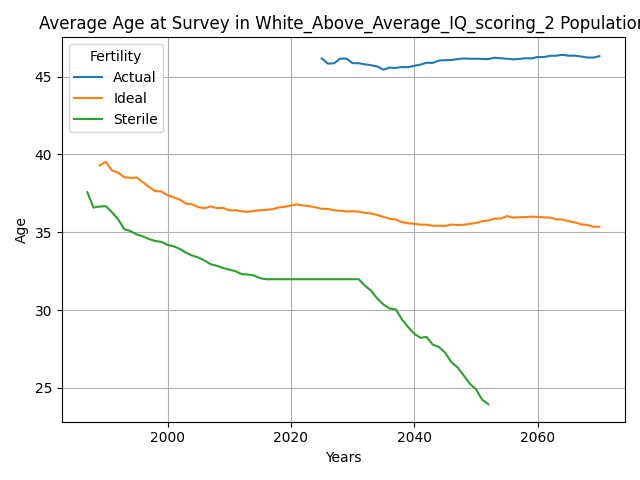 Average Age at Survey in White_Above_Average_IQ_scoring_2 Population
Fertility
Actual
Ideal
Sterile
Age
45
40
35
30
25
2000
2020
2040
2060
Years